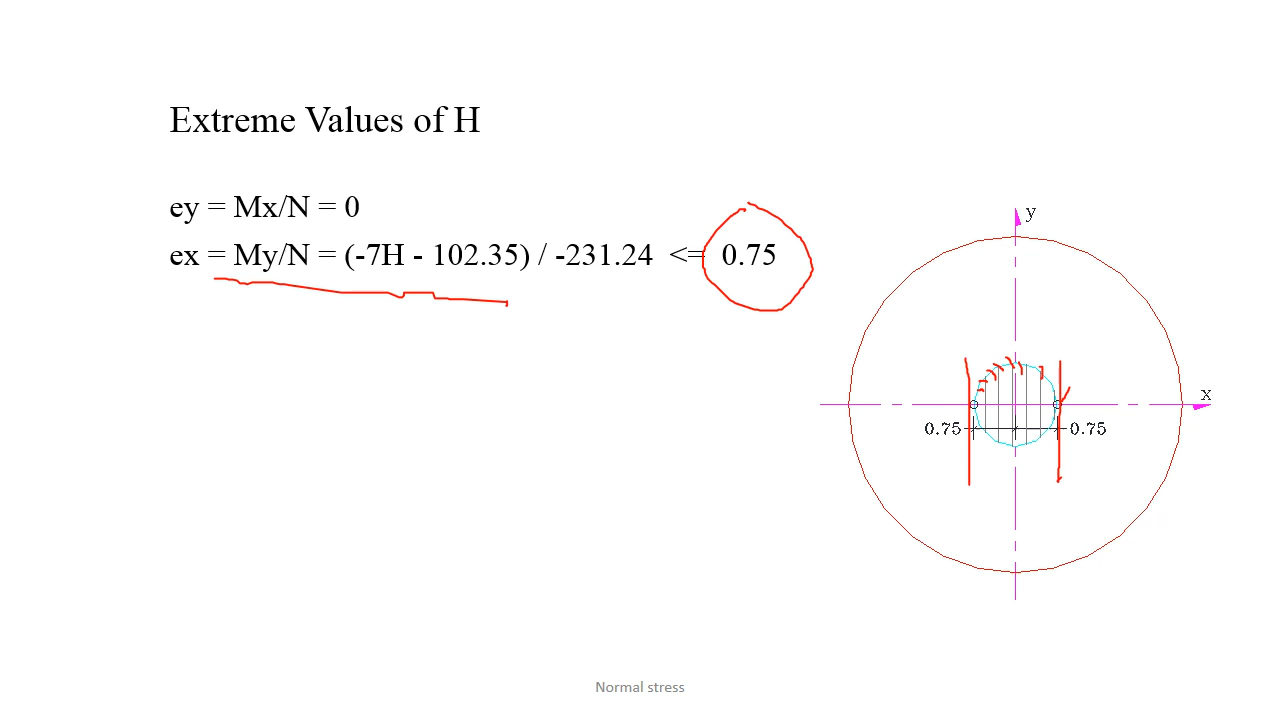 Extreme Values of H
ey = Mx/N = 0
ex = My/N = (-7H - 102.35) / -231.24 <= 0.75
y
x
0.75
0.75
Normal stress